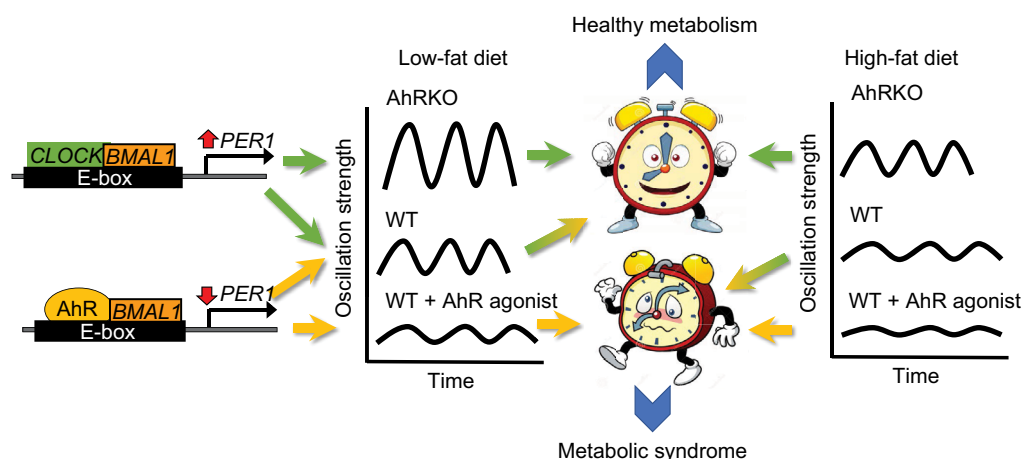 Healthy metabolism
Low-fat diet
High-fat diet
CLOCK BMAL1
PER1
E-box
AhR BMAL1
PER1
E-box
Oscillation strength
AhRKO
WT
WT + AhR agonist
Time
Oscillation strength
AhRKO
WT
WT + AhR agonist
Time
Metabolic syndrome